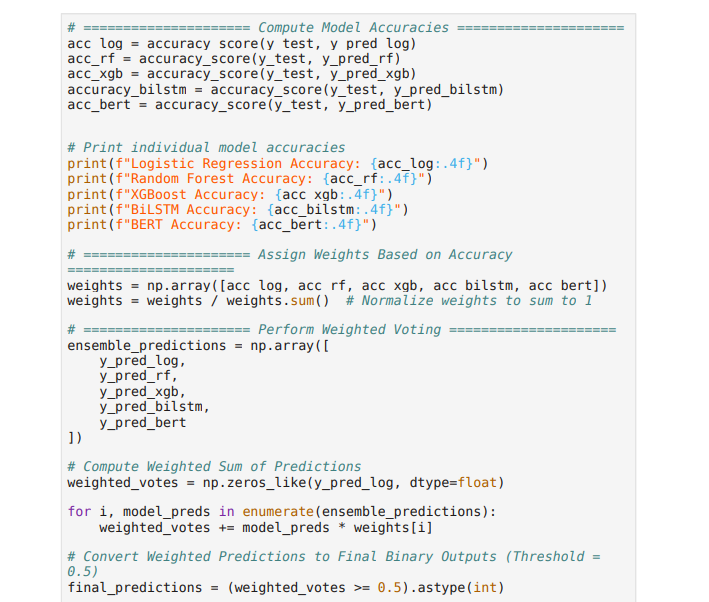 # ===================== Compute Model Accuracies =====================
acc log = accuracy score(y test, y pred log)
acc_rf = accuracy_score(y_test, y_pred_rf)
acc_xgb = accuracy_score(y_test, y_pred_xgb)
accuracy_bilstm = accuracy_score(y_test, y_pred_bilstm)
acc_bert = accuracy_score(y_test, y_pred_bert)
# Print individual model accuracies
print(f"Logistic Regression Accuracy: {acc_log:.4f}")
print(f"Random Forest Accuracy: {acc_rf:.4f}")
print(f"XGBoost Accuracy: {acc xgb:.4f}")
print(f"BiLSTM Accuracy: {acc_bilstm:.4f}")
print(f"BERT Accuracy: {acc_bert:.4f}")
# ===================== Assign Weights Based on Accuracy
=====================
weights = np.array([acc log, acc rf, acc xgb, acc bilstm, acc bert])
weights = weights / weights.sum()  # Normalize weights to sum to 1
# ===================== Perform Weighted Voting =====================
ensemble_predictions = np.array([
    y_pred_log,
    y_pred_rf,
    y_pred_xgb,
    y_pred_bilstm,
    y_pred_bert
])
# Compute Weighted Sum of Predictions
weighted_votes = np.zeros_like(y_pred_log, dtype=float)
for i, model_preds in enumerate(ensemble_predictions):
    weighted_votes += model_preds * weights[i]
# Convert Weighted Predictions to Final Binary Outputs (Threshold =
0.5)
final_predictions = (weighted_votes >= 0.5).astype(int)